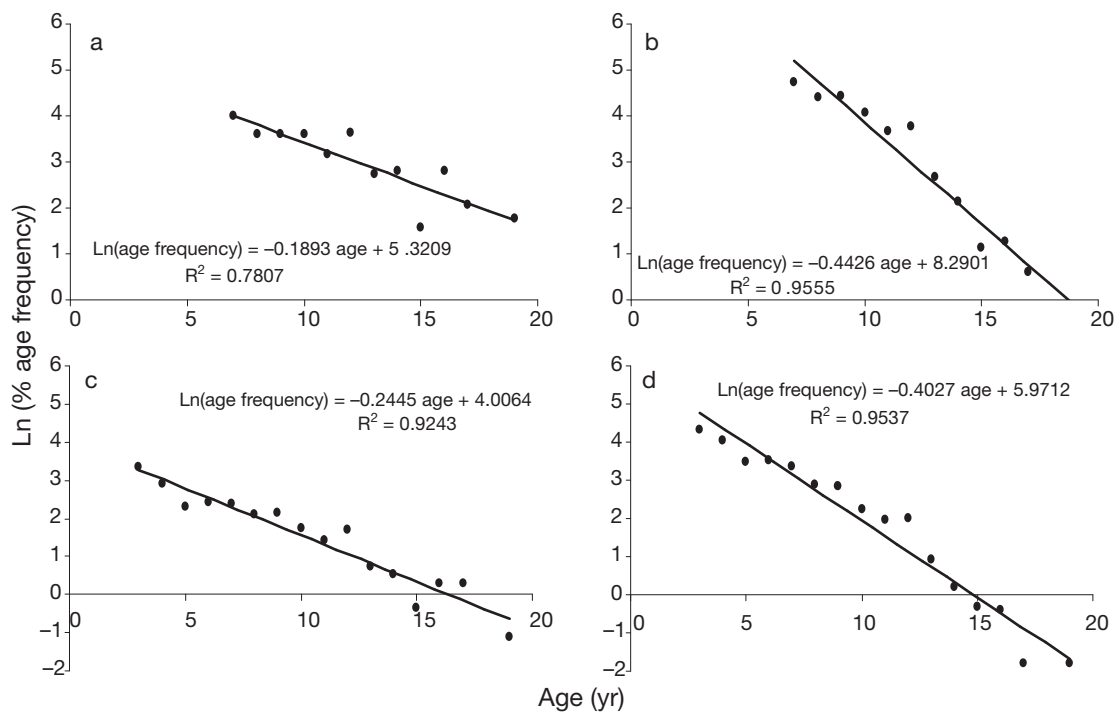 Ln (% age frequency)
a
6
5
4
3
2
1
0
Ln(age frequency) = –0.1893 age + 5 .3209
R2 = 0.7807
0 5 10 15 20
b
6
5
4
3
2
1
0
Ln(age frequency) = –0.4426 age + 8.2901
R2 = 0 .9555
0 5 10 15 20
c
6
5
4
3
2
1
0
–1
–2
Ln(age frequency) = –0.2445 age + 4.0064
R2 = 0.9243
0 5 10 15 20
d
6
5
4
3
2
1
0
–1
–2
Ln(age frequency) = –0.4027 age + 5.9712
R2 = 0.9537
0 5 10 15 20
Age (yr)